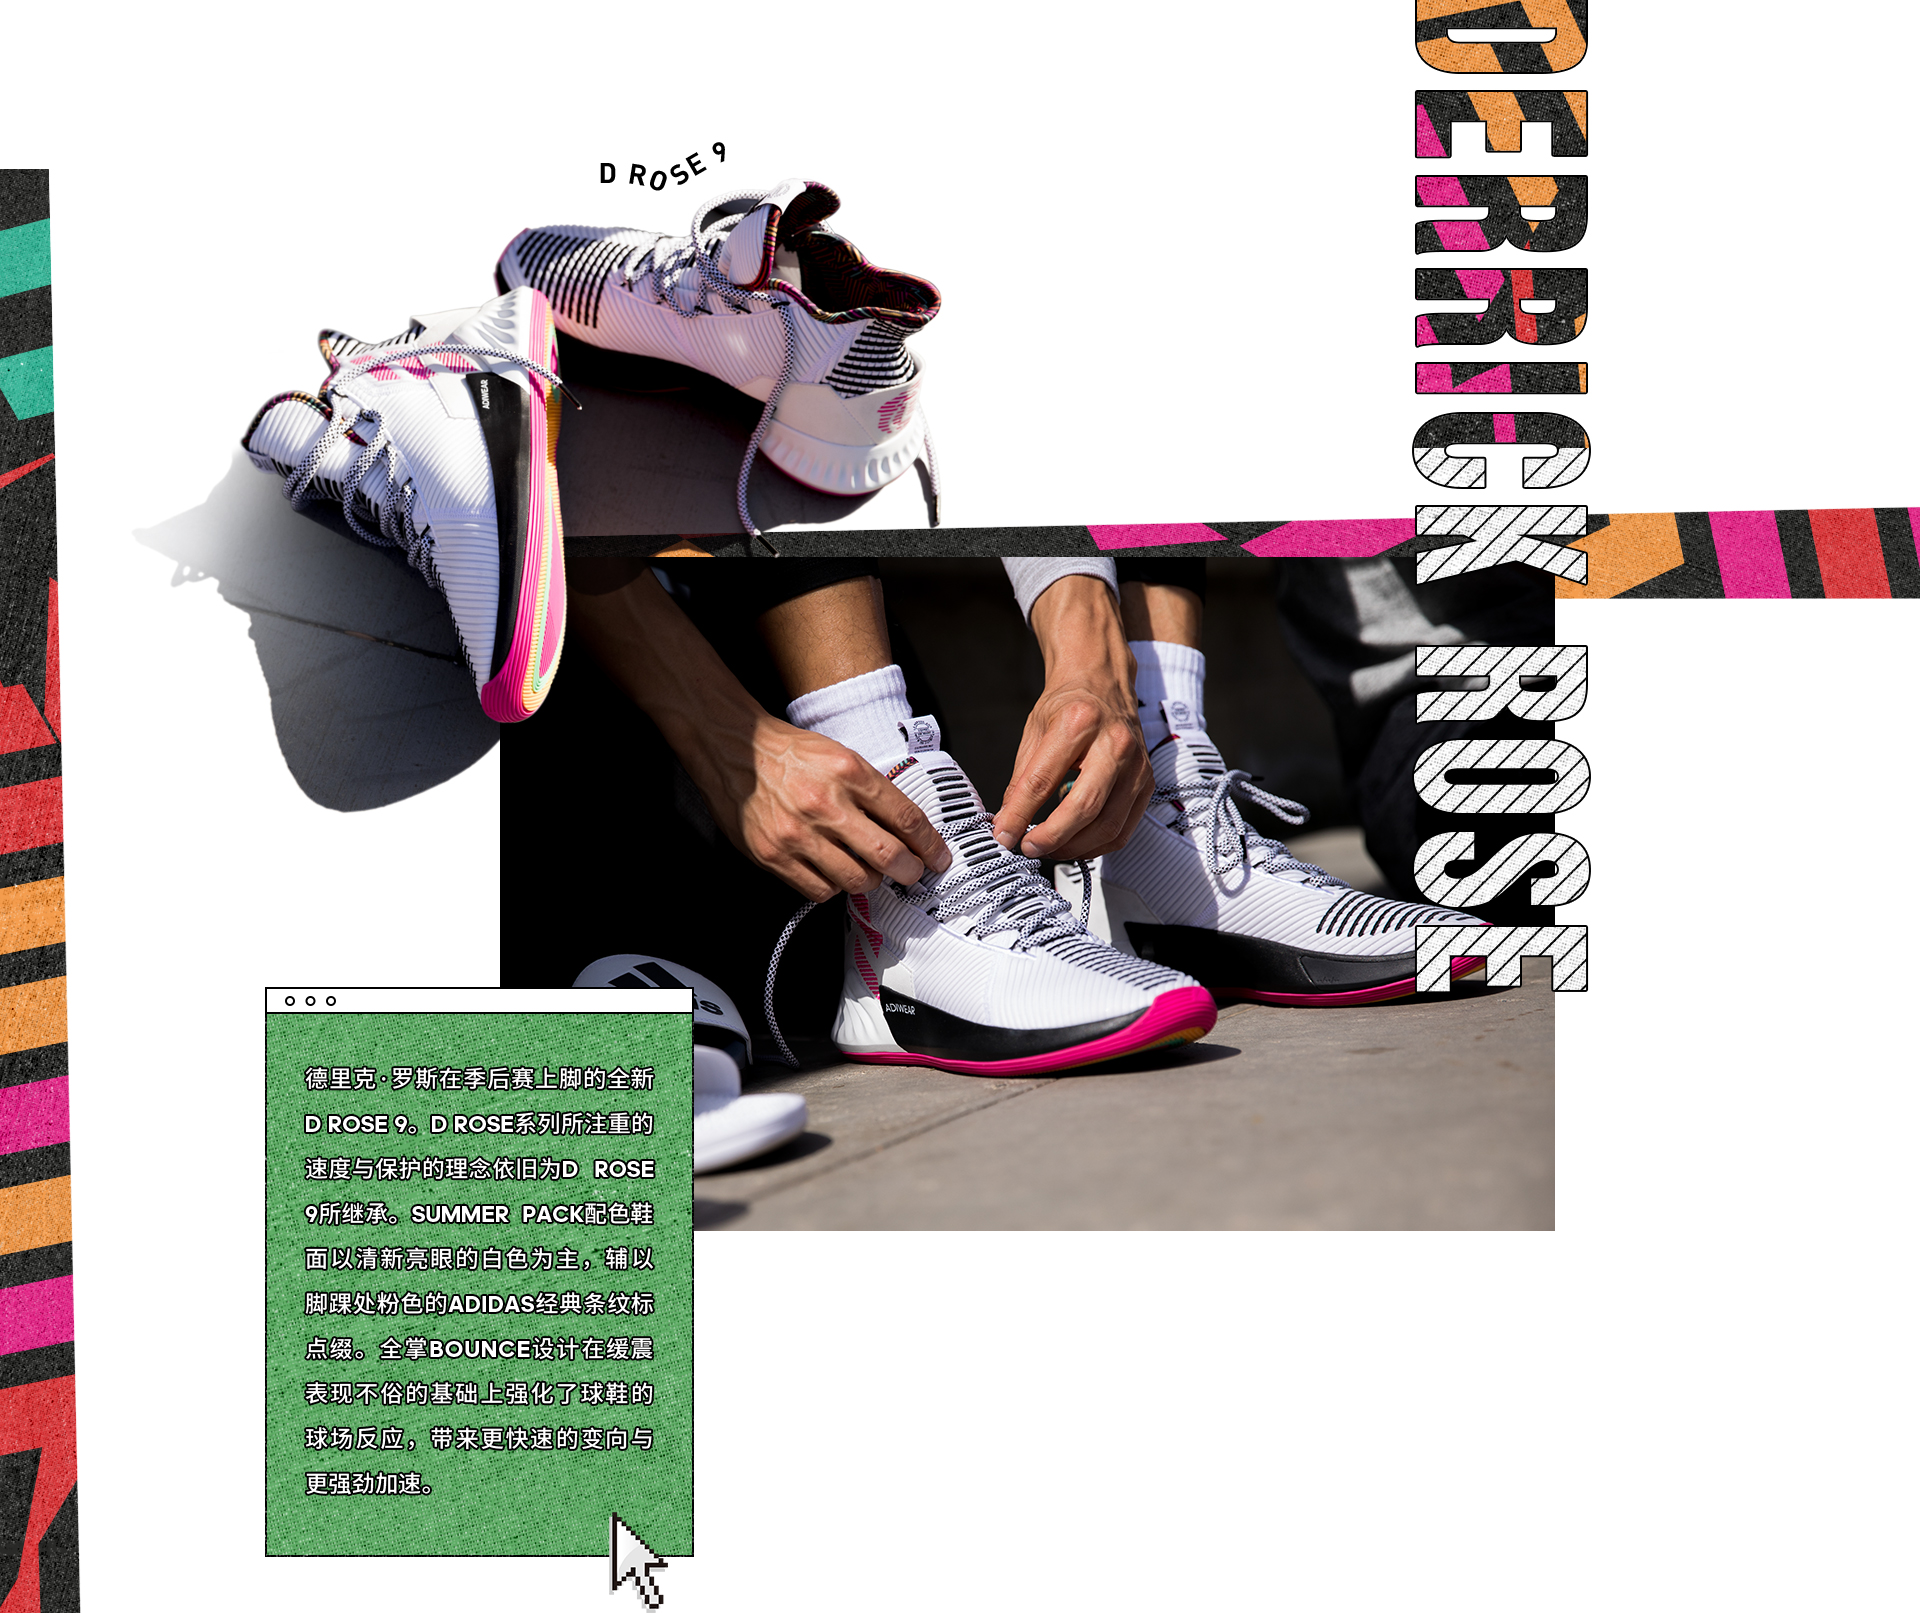 D ROSE 9
DERRICK ROSE
ADIWEAR
ADIWEAR
德里克·罗斯在季后赛上脚的全新
D ROSE 9。D ROSE系列所注重的
速度与保护的理念依旧为D ROSE
9所继承。SUMMER PACK配色鞋
面以清新亮眼的白色为主，辅以
脚踝处粉色的ADIDAS经典条纹标
点缀。全掌BOUNCE设计在缓震
表现不俗的基础上强化了球鞋的
球场反应，带来更快速的变向与
更强劲加速。